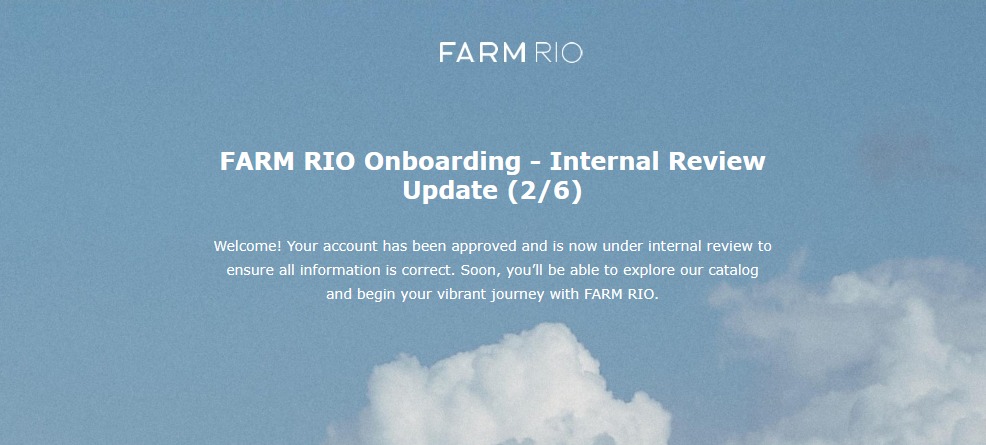 FARM RIO
FARM RIO Onboarding - Internal Review
Update (2/6)
Welcome! Your account has been approved and is now under internal review to
ensure all information is correct. Soon, you’ll be able to explore our catalog
and begin your vibrant journey with FARM RIO.